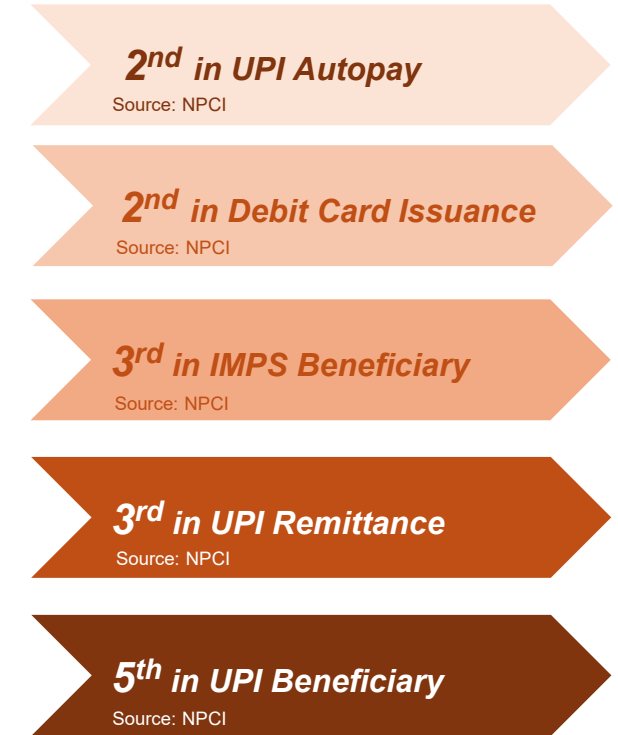 2nd in UPI Autopay
Source: NPCI
2nd in Debit Card Issuance
Source: NPCI
3rd in IMPS Beneficiary
Source: NPCI
3rd in UPI Remittance
Source: NPCI
5th in UPI Beneficiary
Source: NPCI